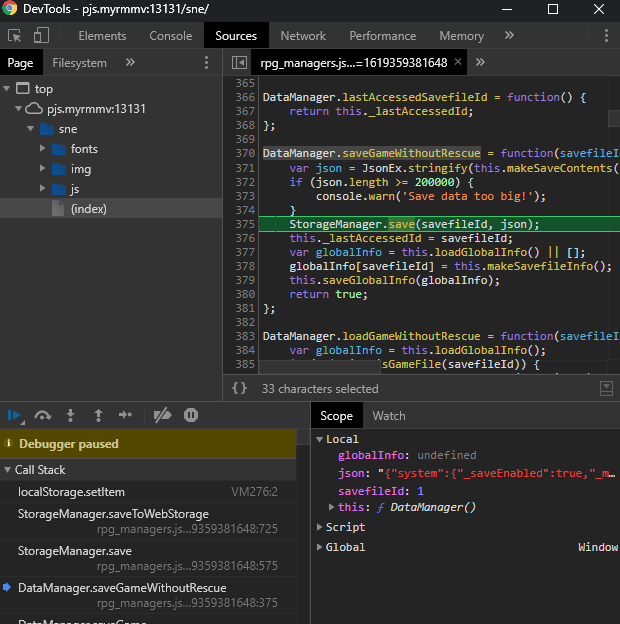 DevTools - pjs.myrmmv:13131/sne/
Elements Console Sources Network Performance Memory »
Page Filesystem » rpg_managers.js...=1619359381648 × »
top
pjs.myrmmv:13131
sne
fonts
img
js
(index)
365
366 DataManager.lastAccessedSavefileId = function() {
367 return this._lastAccessedId;
368 };
369
370 DataManager.saveGameWithoutRescue = function(savefileI
371 var json = JsonEx.stringify(this.makeSaveContents(
372 if (json.length >= 200000) {
373 console.warn('Save data too big!');
374 }
375 StorageManager.save(savefileId, json);
376 this._lastAccessedId = savefileId;
377 var globalInfo = this.loadGlobalInfo() || [];
378 globalInfo[savefileId] = this.makeSavefileInfo();
379 this.saveGlobalInfo(globalInfo);
380 return true;
381 };
382
383 DataManager.loadGameWithoutRescue = function(savefileI
384 var globalInfo = this.loadGlobalInfo();
385 sGameFile(savefileId)) {
{} 33 characters selected
Debugger paused
Call Stack
localStorage.setItem VM276:2
StorageManager.saveToWebStorage
rpg_managers.js...9359381648:725
StorageManager.save
rpg_managers.js...9359381648:575
DataManager.saveGameWithoutRescue
rpg_managers.js...9359381648:375
Scope Watch
Local
globalInfo: undefined
json: "{"system":{"_saveEnabled":true,"_m…
savefileId: 1
this: ƒ DataManager()
Script
Global Window